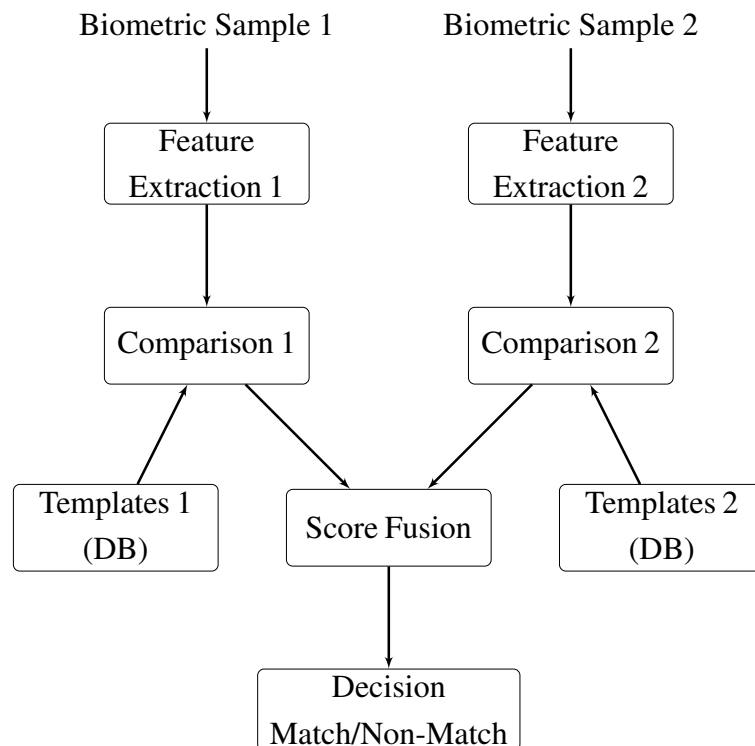 Biometric Sample 1
Biometric Sample 2
Feature
Extraction 1
Feature
Extraction 2
Comparison 1
Comparison 2
Templates 1
(DB)
Score Fusion
Templates 2
(DB)
Decision
Match/Non-Match